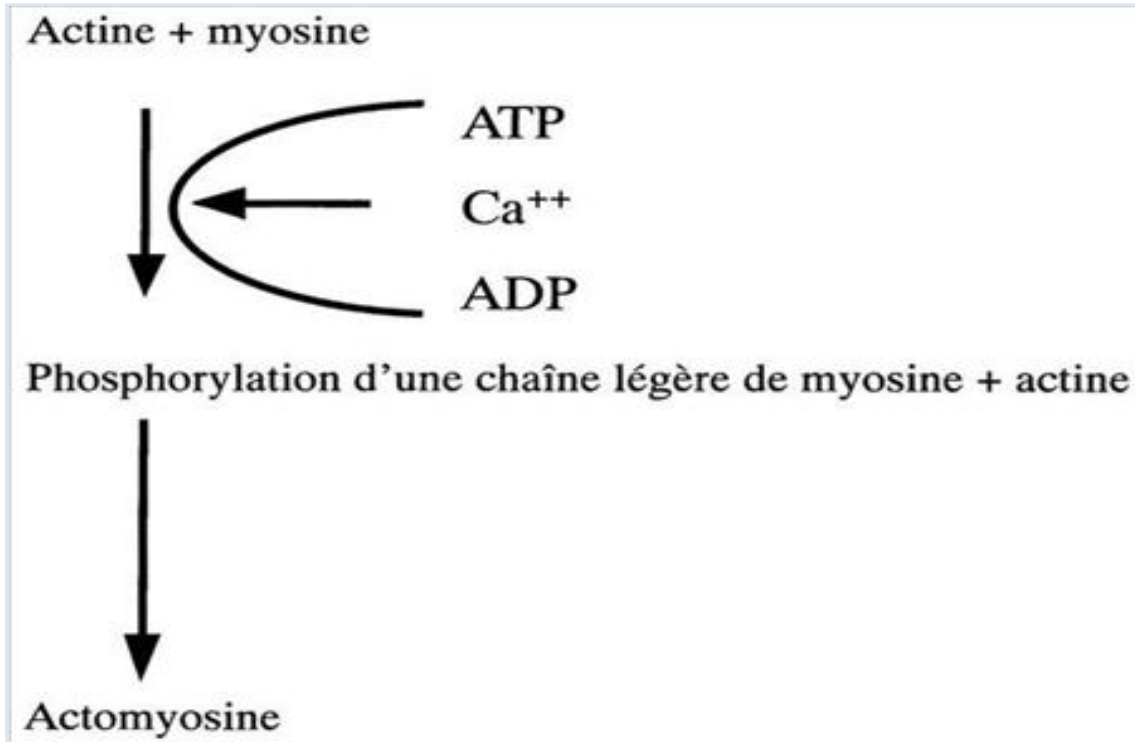 Actine + myosine
ATP
Ca⁺⁺
ADP
Phosphorylation d’une chaîne légère de myosine + actine
Actomyosine